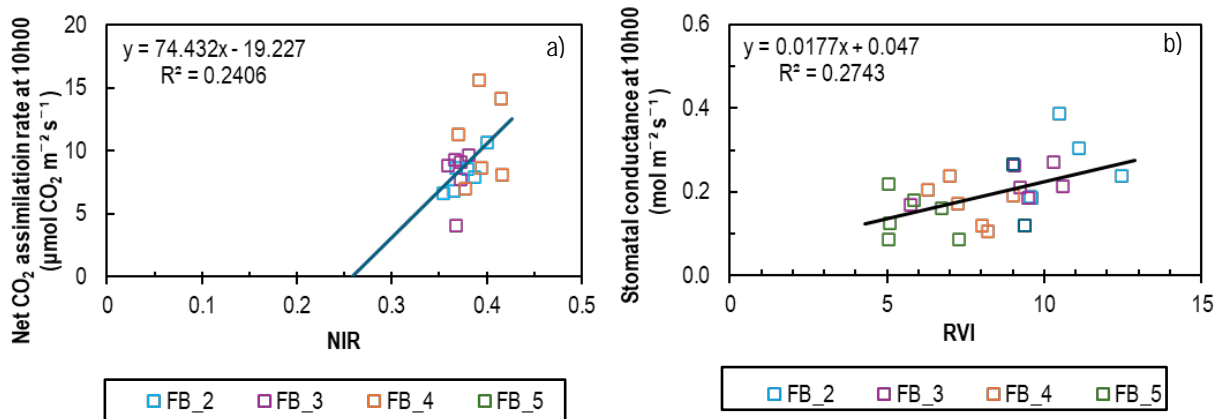 a)
y = 74.432x - 19.227
R² = 0.2406
Net CO₂ assimilatioin rate at 10h00
(µmol CO₂ m⁻² s⁻¹)
20
15
10
5
0
0 0.1 0.2 0.3 0.4 0.5
NIR
FB_2 FB_3 FB_4 FB_5
b)
y = 0.0177x + 0.047
R² = 0.2743
Stomatal conductance at 10h00
(mol m⁻² s⁻¹)
0.6
0.4
0.2
0.0
0 5 10 15
RVI
FB_2 FB_3 FB_4 FB_5